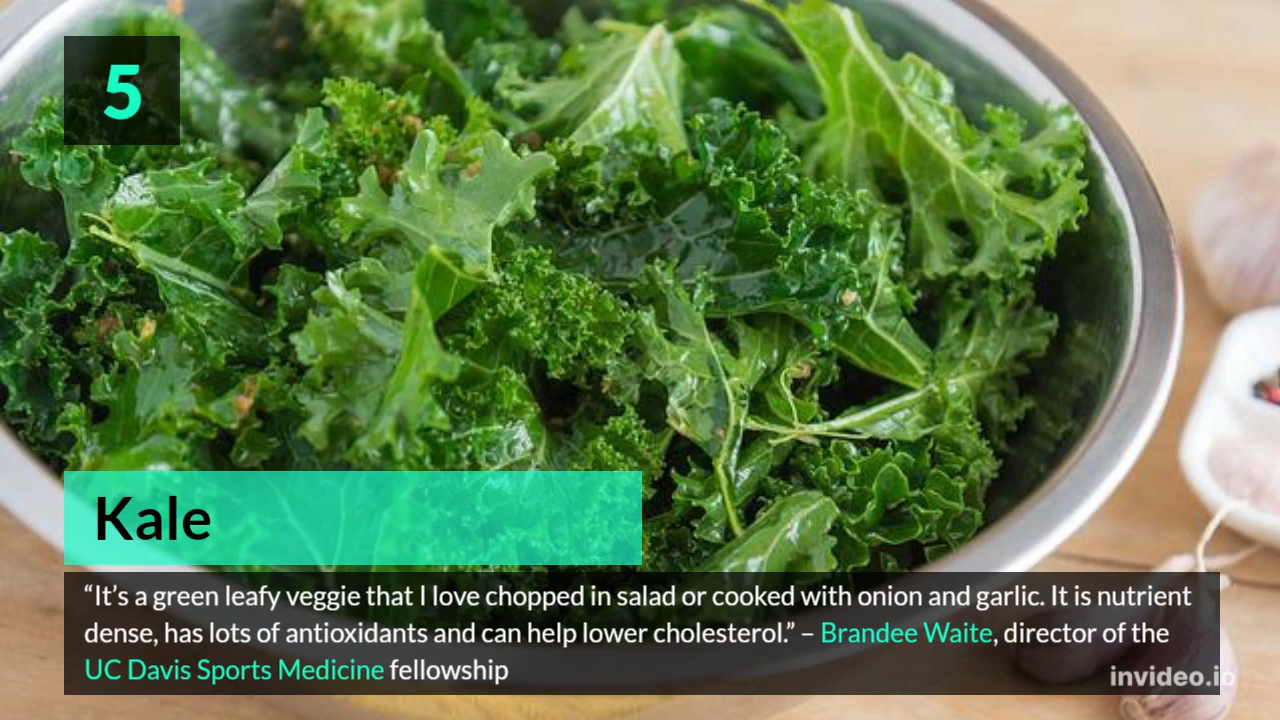 5
Kale
“It’s a green leafy veggie that I love chopped in salad or cooked with onion and garlic. It is nutrient
dense, has lots of antioxidants and can help lower cholesterol.” – Brandee Waite, director of the
UC Davis Sports Medicine fellowship
invideo.io